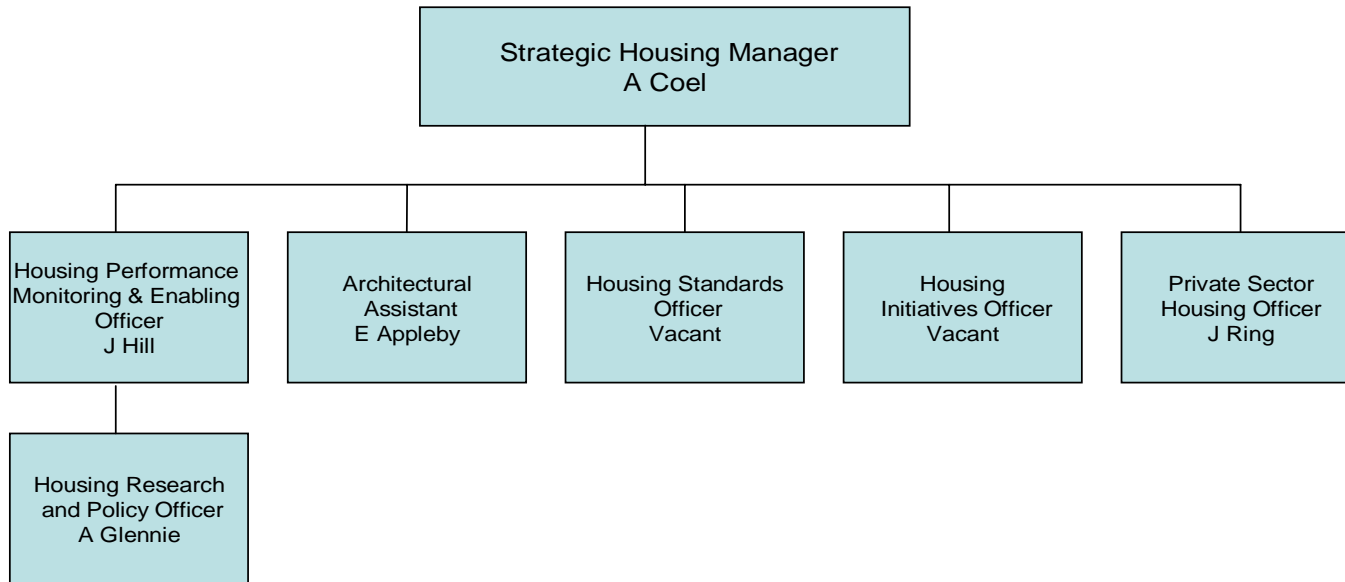 Strategic Housing Manager
A Coel
Housing Performance
Monitoring & Enabling
Officer
J Hill
Architectural
Assistant
E Appleby
Housing Standards
Officer
Vacant
Housing
Initiatives Officer
Vacant
Private Sector
Housing Officer
J Ring
Housing Research
and Policy Officer
A Glennie